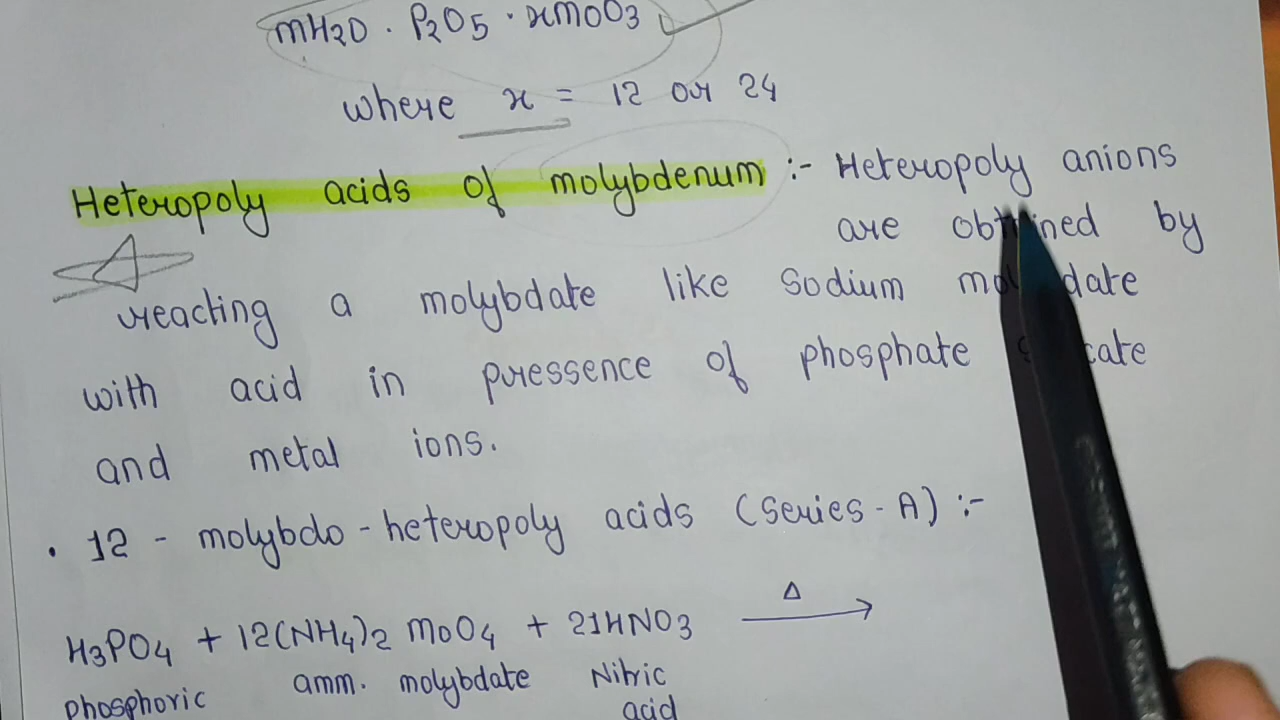 mH2O . P2O5 . xMoO3
where x = 12 or 24
Heteropoly acids of molybdenum :- Heteropoly anions
are by
reacting a molybdate like Sodium
with acid in pressence of phosphate
and metal ions.
. 12 - molybdo - heteropoly acids (Series - A) :-
H3PO4 + 12(NH4)2 MoO4 + 21HNO3 Δ →
phosphoric amm. molybdate Nitric
acid